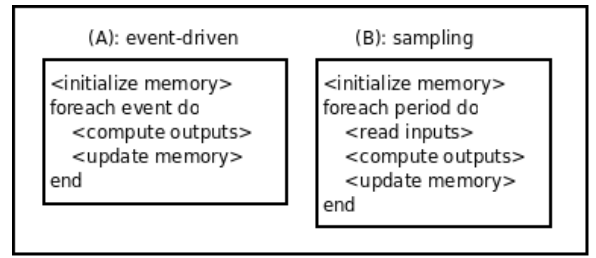 (A): event-driven
<initialize memory>
foreach event do
<compute outputs>
<update memory>
end
(B): sampling
<initialize memory>
foreach period do
<read inputs>
<compute outputs>
<update memory>
end